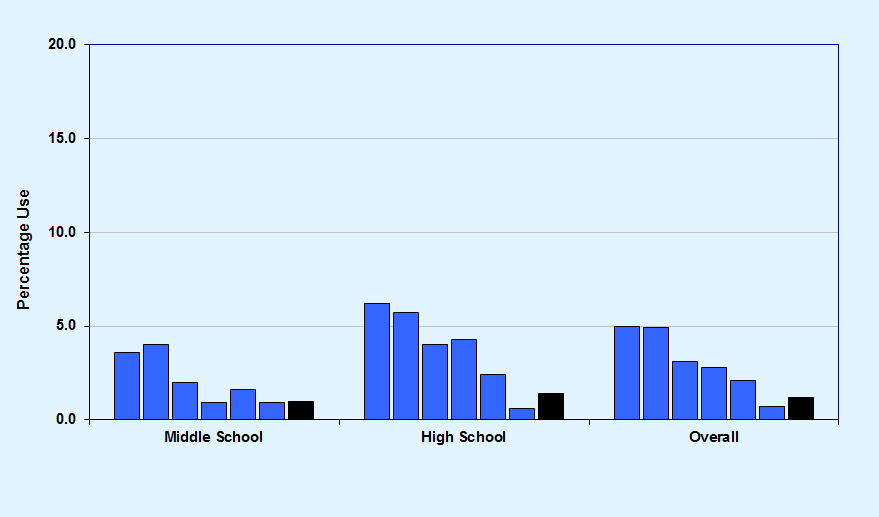 20.0
15.0
10.0
5.0
0.0
Percentage Use
Middle School
High School
Overall